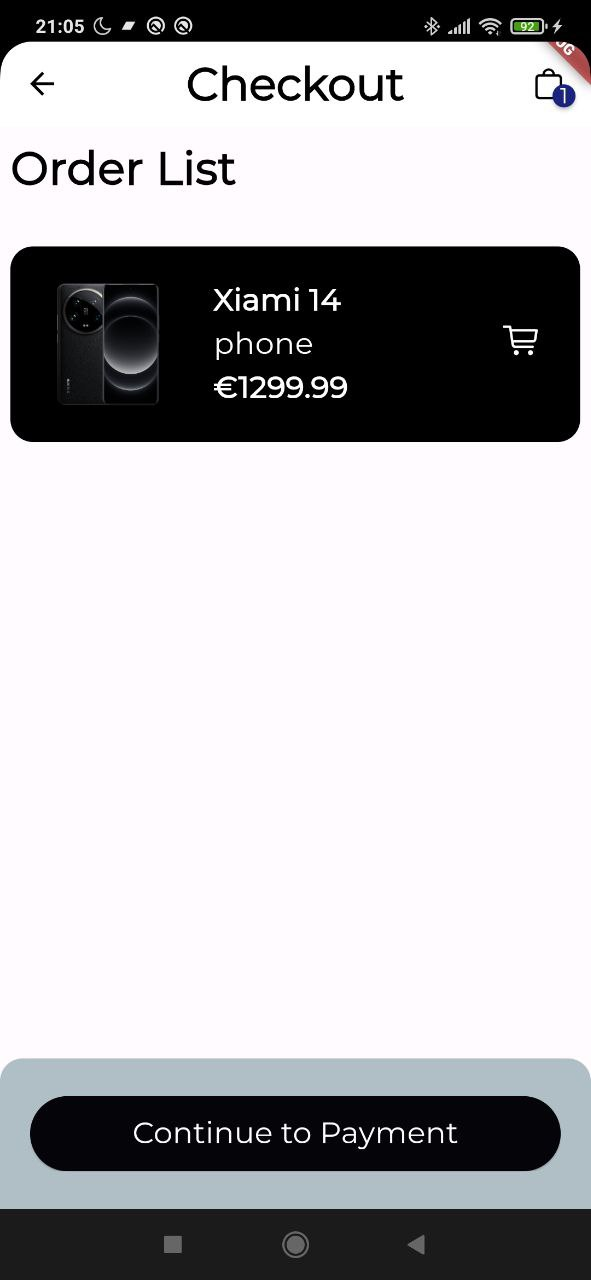 21:05
92
Checkout
1
Order List
Xiami 14
phone
€1299.99
Continue to Payment